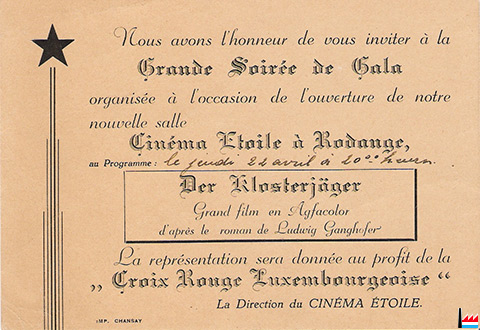 Nous avons l'honneur de vous inviter à la
Grande Soirée de Gala
organisée à l'occasion de l'ouverture de notre
nouvelle salle
Cinéma Etoile à Rodange,
au Programme: le jeudi 22 avril à 20 00 heures.
Der Klosterjäger
Grand film en Agfacolor
d'après le roman de Ludwig Ganghofer
La représentation sera donnée au profit de la
„Croix Rouge Luxembourgeoise“
La Direction du CINÉMA ÉTOILE.
IMP. CHANSAY